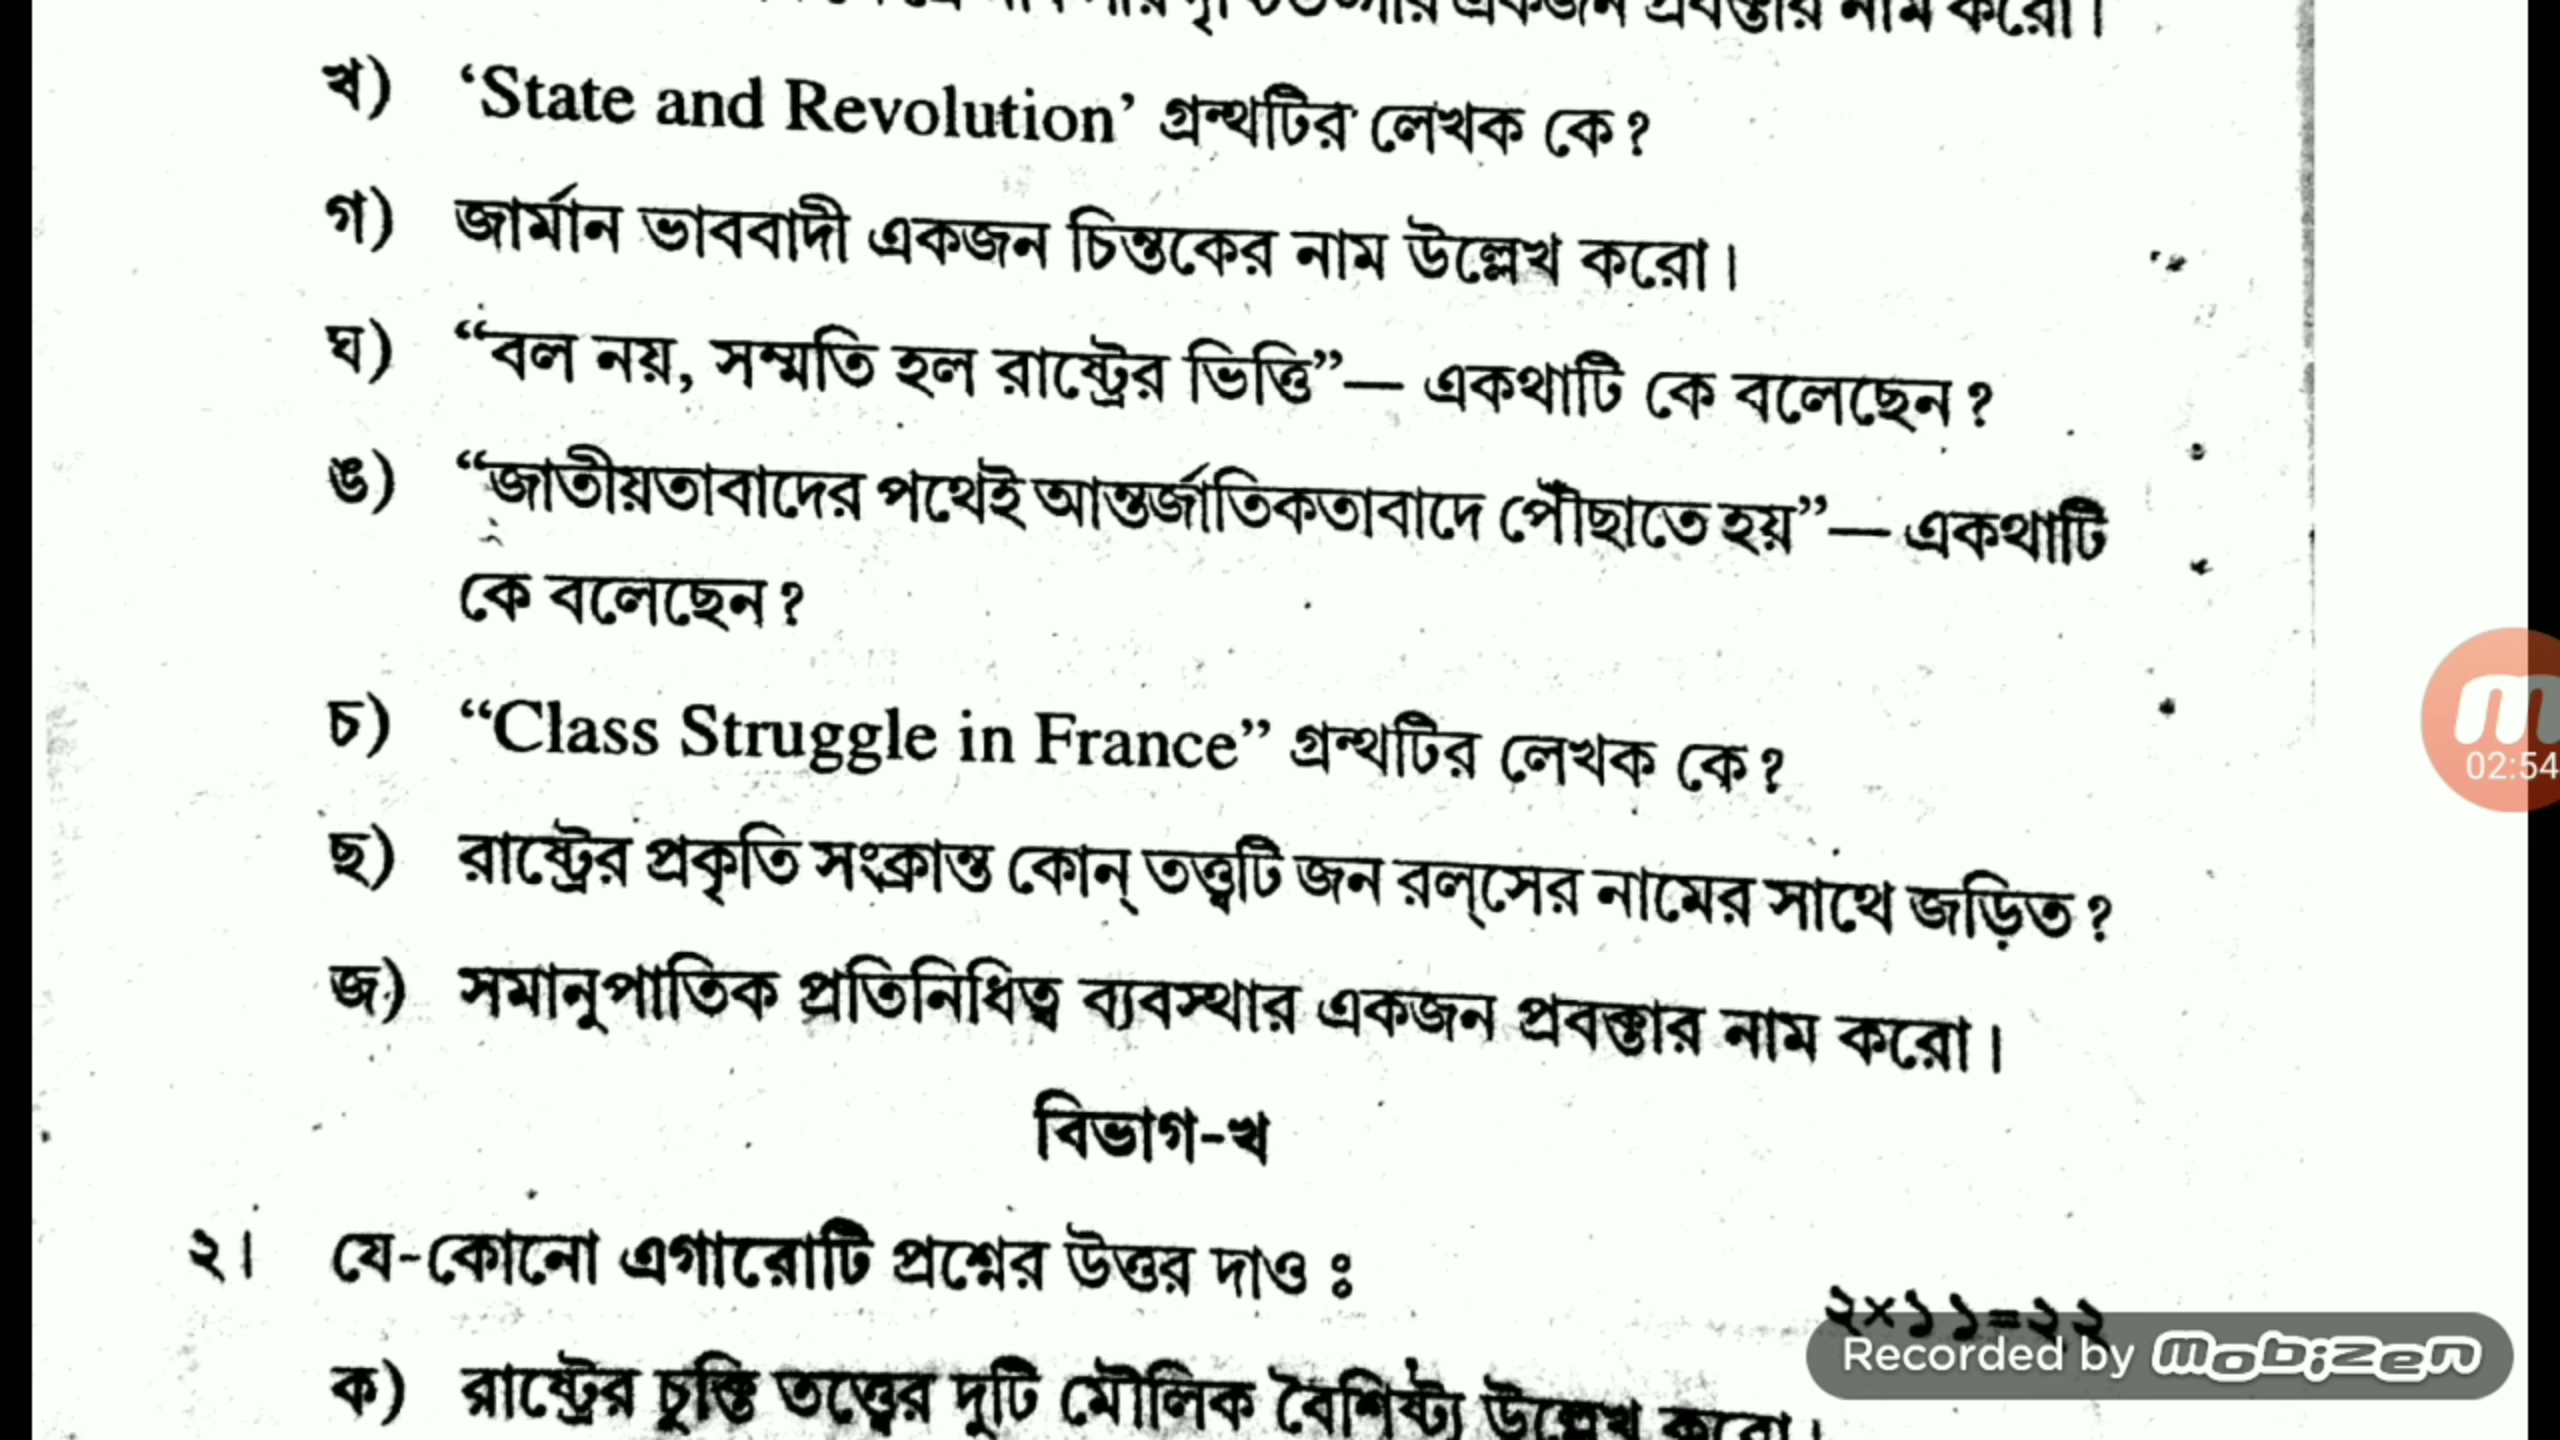 একজন প্রবক্তার নাম করো।
খ) ‘State and Revolution’ গ্রন্থটির লেখক কে?
গ) জার্মান ভাববাদী একজন চিন্তকের নাম উল্লেখ করো।
ঘ) “বল নয়, সম্মতি হল রাষ্ট্রের ভিত্তি”— একথাটি কে বলেছেন?
ঙ) “জাতীয়তাবাদের পথেই আন্তর্জাতিকতাবাদে পৌঁছাতে হয়”— একথাটি
কে বলেছেন?
চ) “Class Struggle in France” গ্রন্থটির লেখক কে?
ছ) রাষ্ট্রের প্রকৃতি সংক্রান্ত কোন্ তত্ত্বটি জন রল্‌সের নামের সাথে জড়িত?
জ) সমানুপাতিক প্রতিনিধিত্ব ব্যবস্থার একজন প্রবক্তার নাম করো।
বিভাগ-খ
২। যে-কোনো এগারোটি প্রশ্নের উত্তর দাও ঃ
২×১১=২২
ক) রাষ্ট্রের চুক্তি তত্ত্বের দুটি মৌলিক বৈশিষ্ট্য উল্লেখ করো।
02:54
Recorded by mobizen